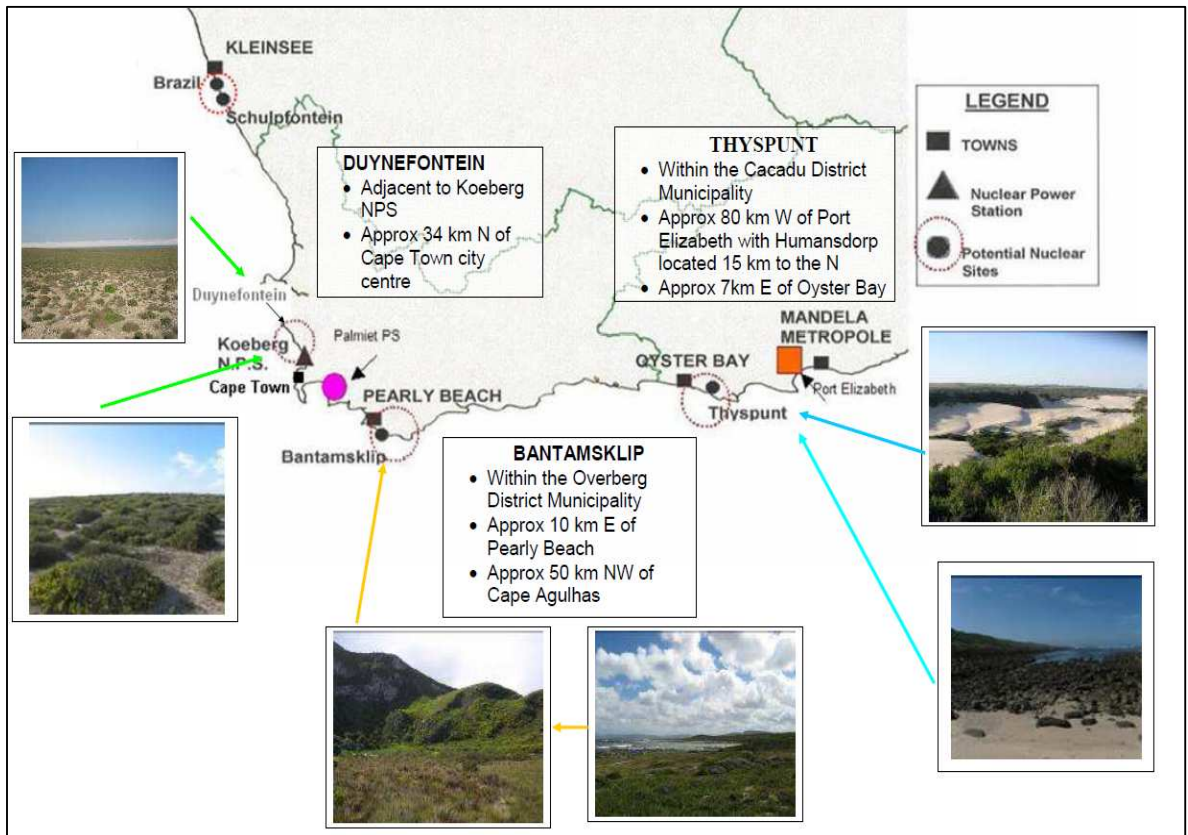 KLEINSEE
Brazil
Schulpfontein
LEGEND
TOWNS
Nuclear Power
Station
Potential Nuclear
Sites
DUYNEFONTEIN
• Adjacent to Koeberg
NPS
• Approx 34 km N of
Cape Town city
centre
THYSPUNT
• Within the Cacadu District
Municipality
• Approx 80 km W of Port
Elizabeth with Humansdorp
located 15 km to the N
• Approx 7km E of Oyster Bay
Duynefontein
Koeberg
N.P.S.
Cape Town
Palmiet PS
PEARLY BEACH
Bantamsklip
OYSTER BAY
MANDELA
METROPOLE
Port Elizabeth
Thyspunt
BANTAMSKLIP
• Within the Overberg
District Municipality
• Approx 10 km E of
Pearly Beach
• Approx 50 km NW of
Cape Agulhas